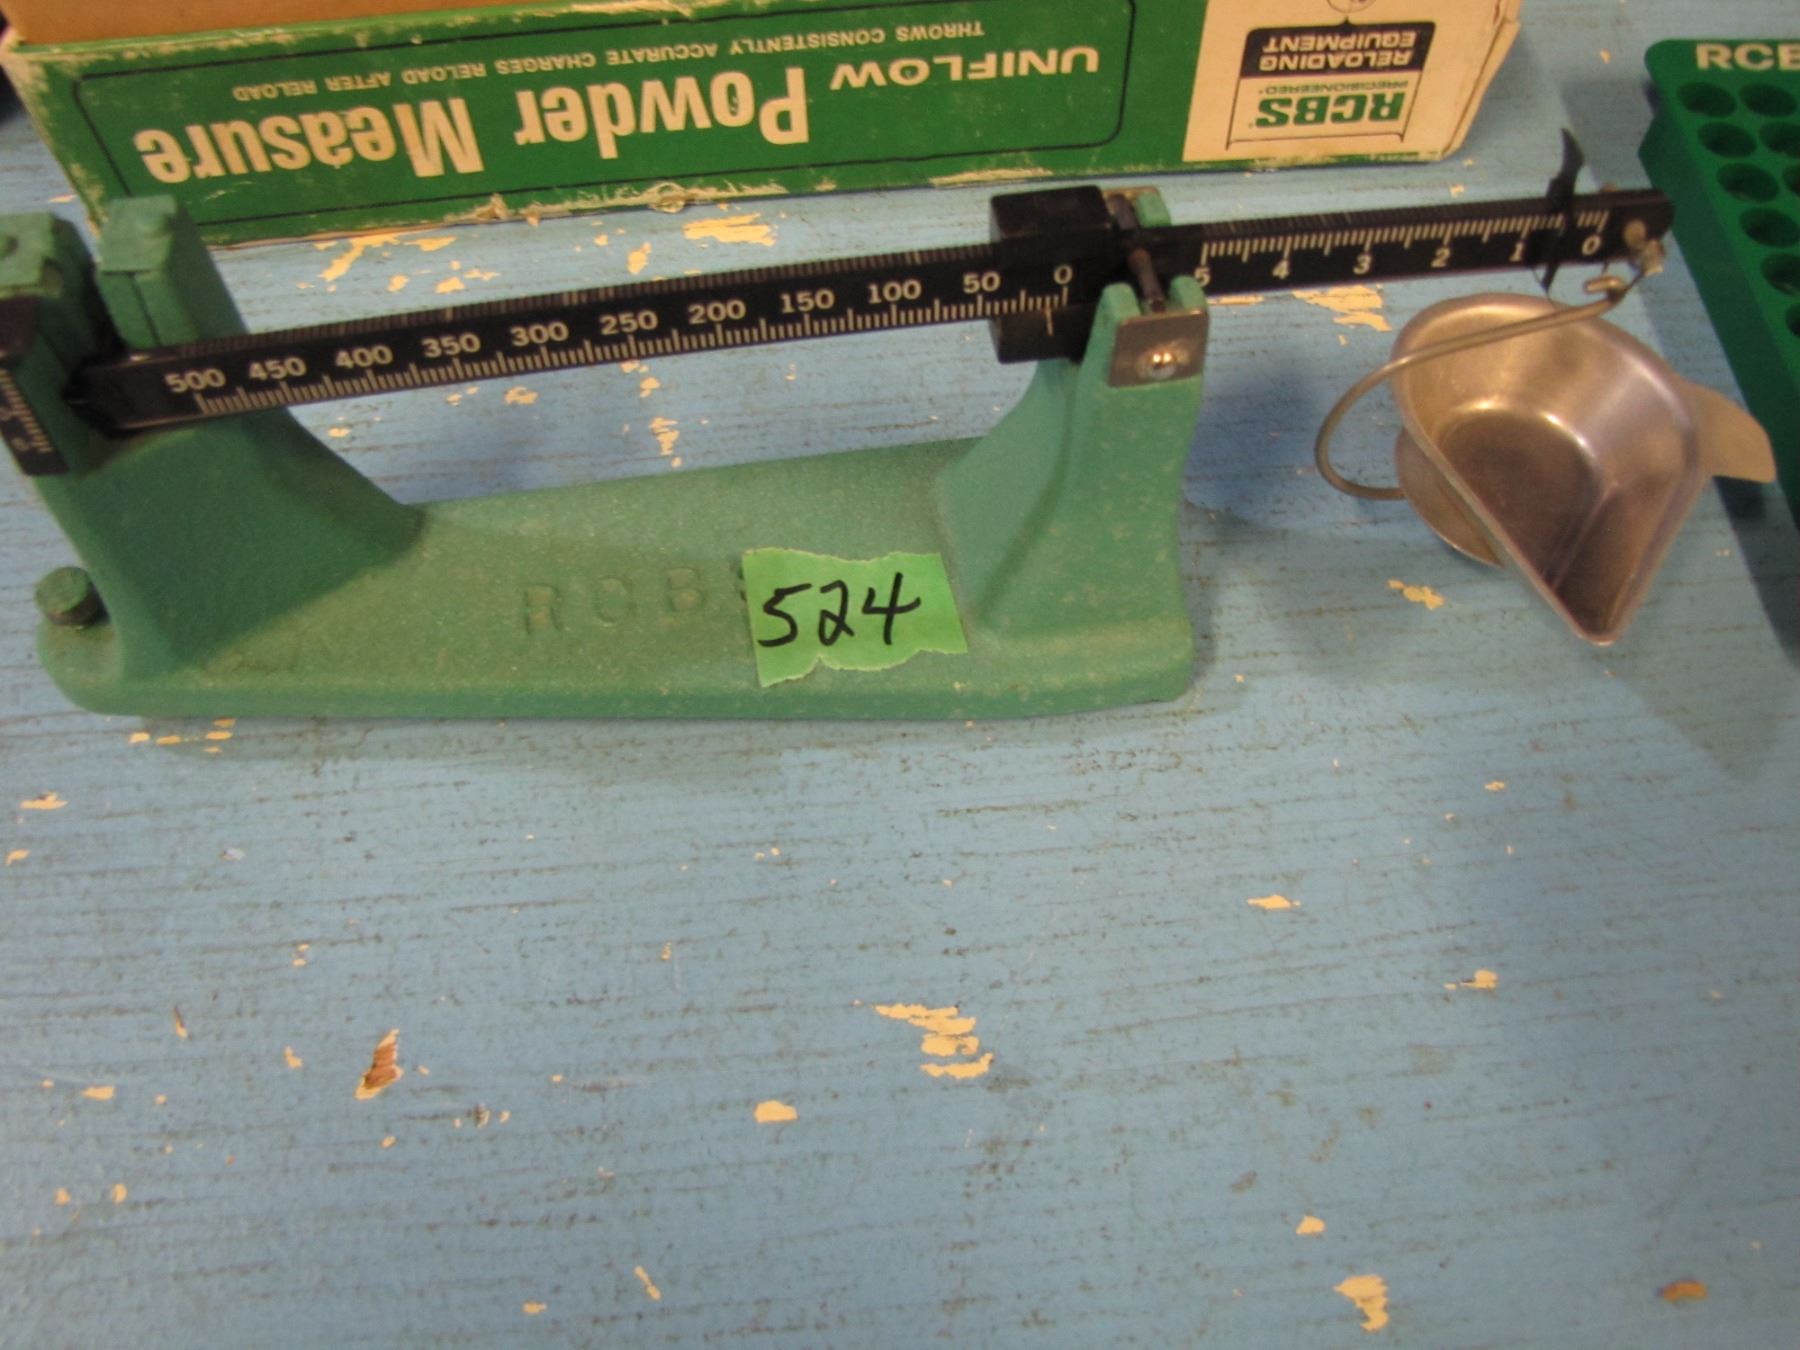 THROWS CONSISTENTLY ACCURATE CHARGES RELOAD AFTER RELOAD
UNIFLOW Powder Measure
RCBS
PRECISIONEERED
RELOADING
EQUIPMENT
RCB
500 450 400 350 300 250 200 150 100 50 0
5 4 3 2 1 0
RCBS
524